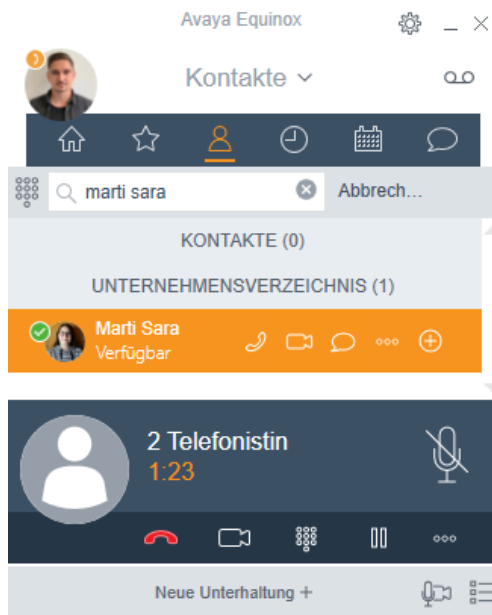 Avaya Equinox
Kontakte
marti sara
Abbrech...
KONTAKTE (0)
UNTERNEHMENSVERZEICHNIS (1)
Marti Sara
Verfügbar
2 Telefonistin
1:23
Neue Unterhaltung +